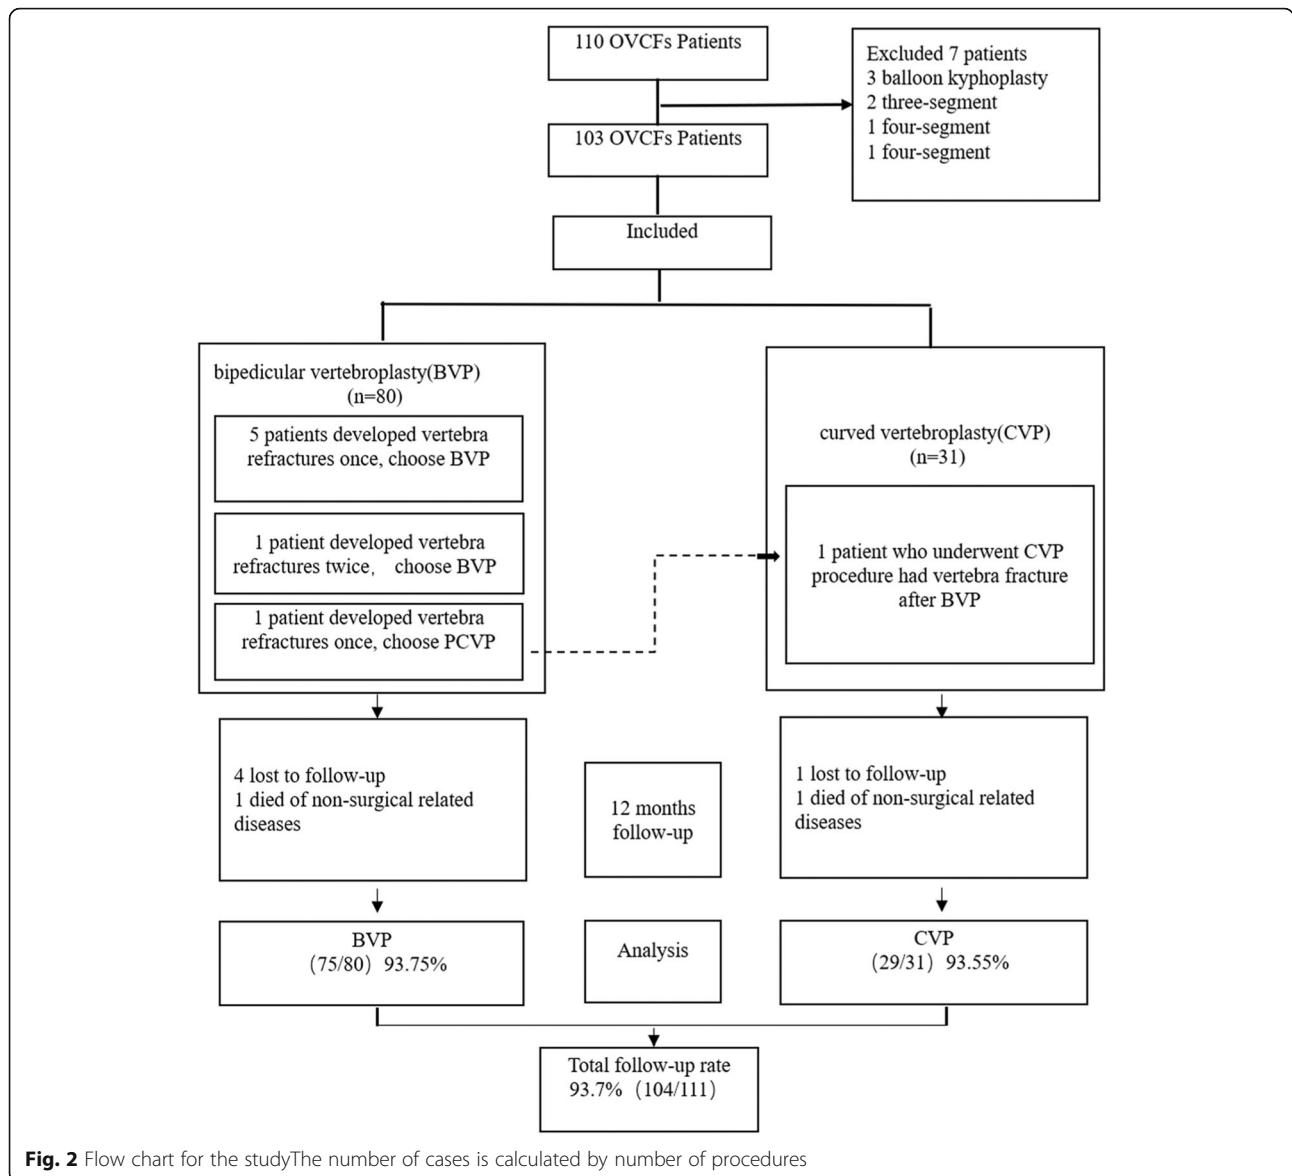 110 OVCFs Patients
Excluded 7 patients
3 balloon kyphoplasty
2 three-segment
1 four-segment
1 four-segment
103 OVCFs Patients
Included
bipedicular vertebroplasty(BVP)
(n=80)
5 patients developed vertebra
refractures once, choose BVP
1 patient developed vertebra
refractures twice, choose BVP
1 patient developed vertebra
refractures once, choose PCVP
curved vertebroplasty(CVP)
(n=31)
1 patient who underwent CVP
procedure had vertebra fracture
after BVP
4 lost to follow-up
1 died of non-surgical related
diseases
12 months
follow-up
1 lost to follow-up
1 died of non-surgical related
diseases
BVP
(75/80) 93.75%
Analysis
CVP
(29/31) 93.55%
Total follow-up rate
93.7% (104/111)
Fig. 2 Flow chart for the studyThe number of cases is calculated by number of procedures